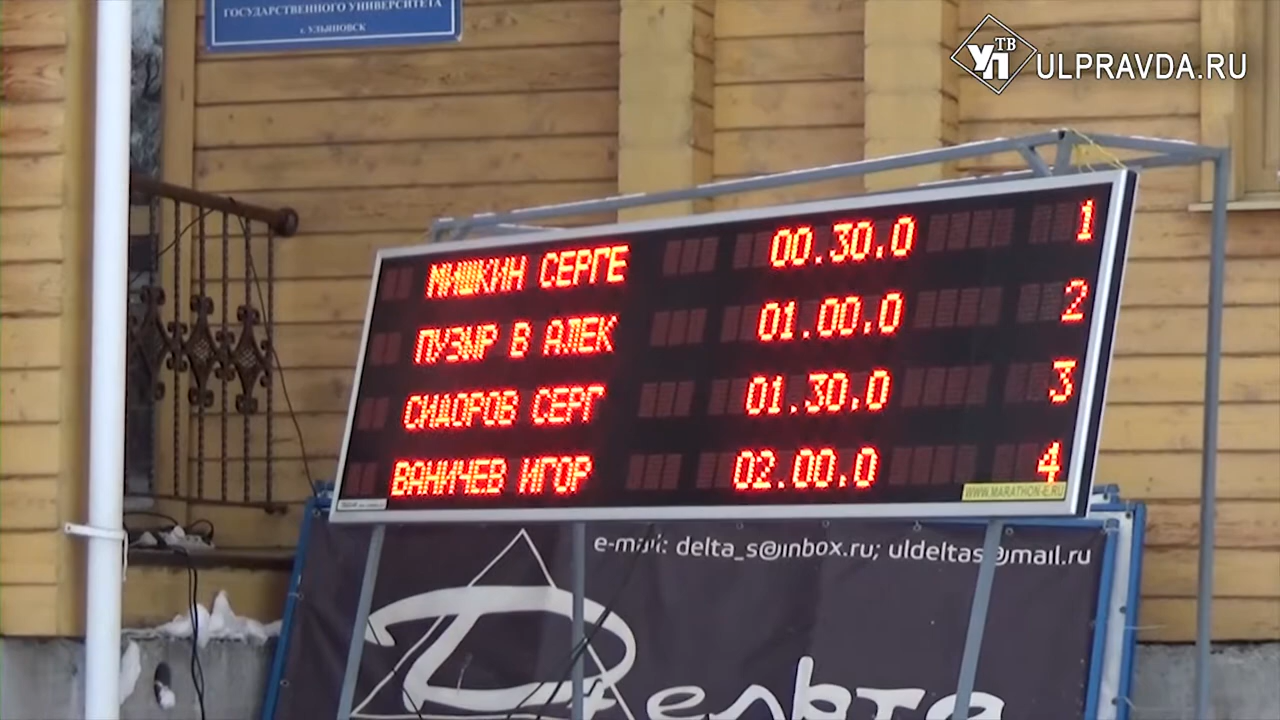 ГОСУДАРСТВЕННОГО УНИВЕРСИТЕТА
г. УЛЬЯНОВСК
УП ТВ ULPRAVDA.RU
МИШКИН СЕРГЕ 00.30.0 1
ПУЗЫР В АЛЕК 01.00.0 2
СИДОРОВ СЕРГ 01.30.0 3
ВАНИЧЕВ ИГОР 02.00.0 4
WWW.MARATHON-E.RU
e-mail: delta_s@inbox.ru; uldeltas@mail.ru
Дельта